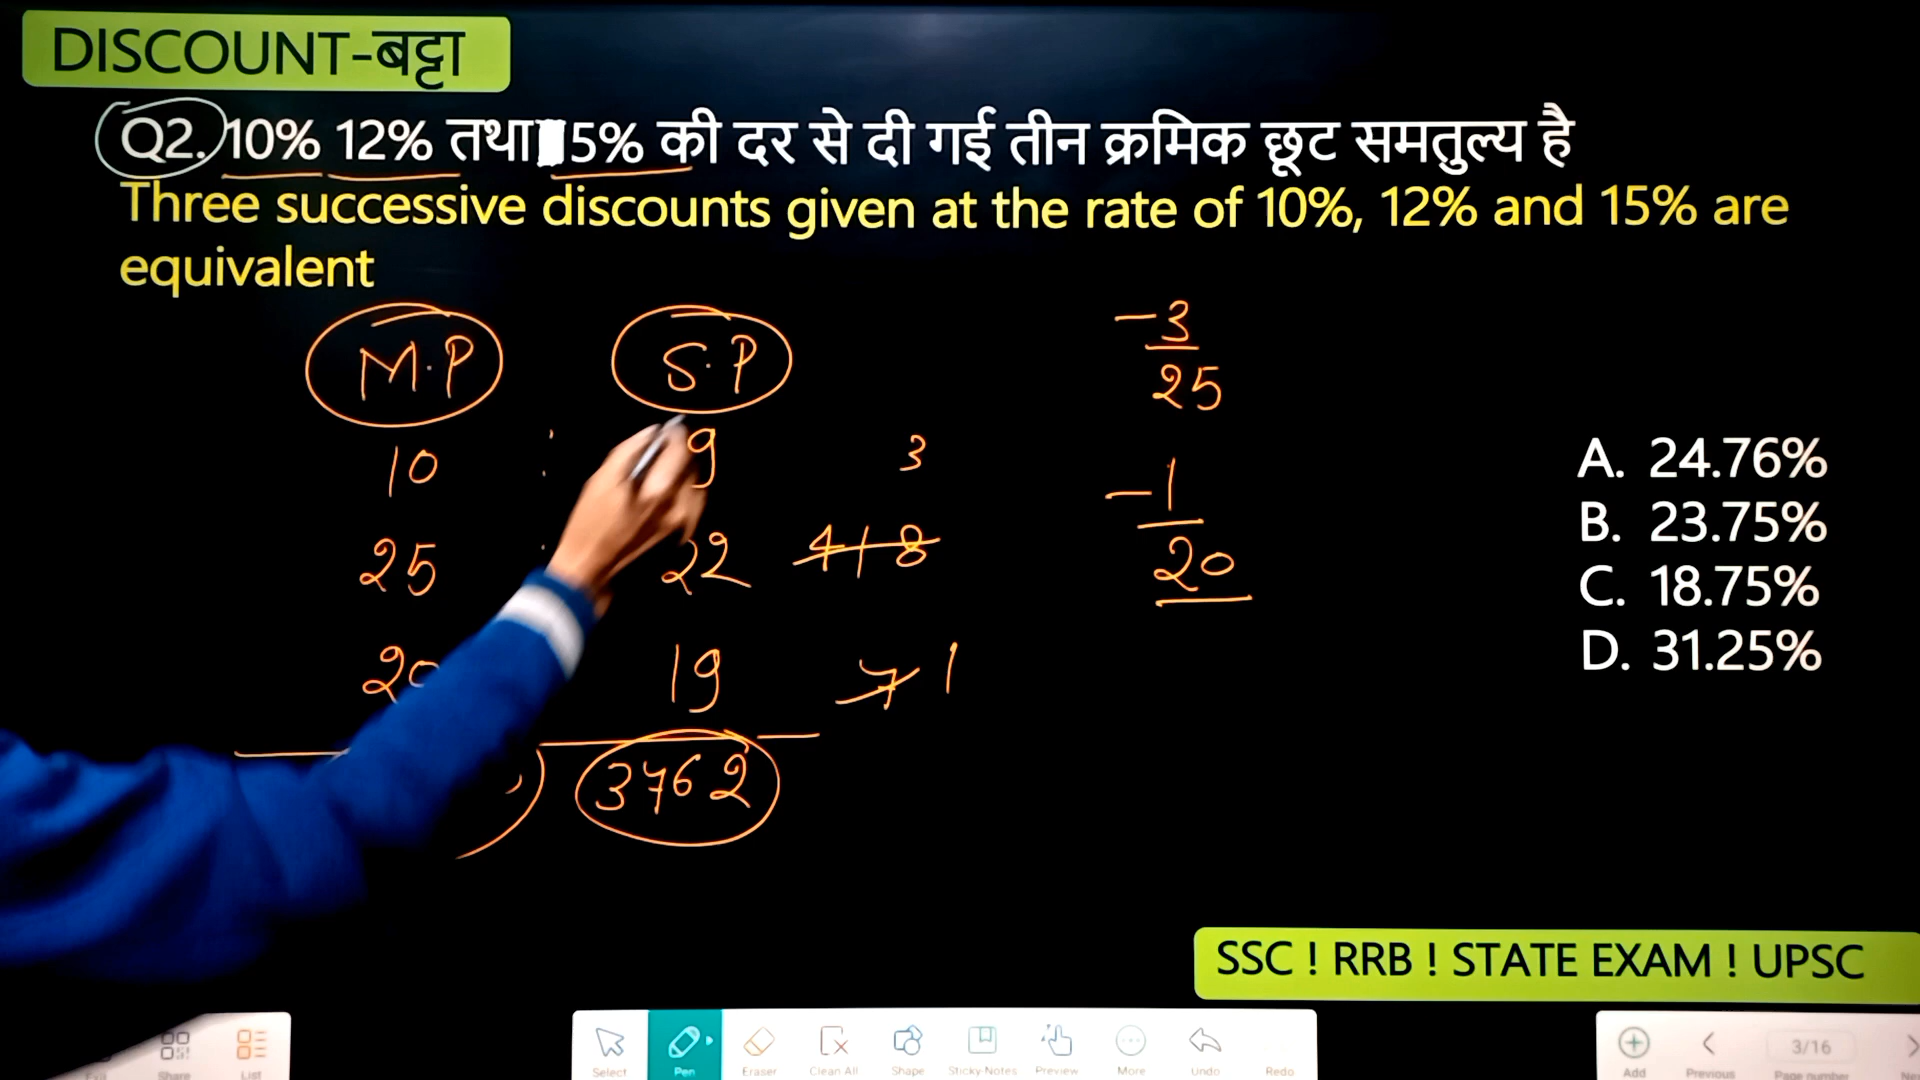 DISCOUNT-बट्टा
Q2. 10% 12% तथा 5% की दर से दी गई तीन क्रमिक छूट समतुल्य है
Three successive discounts given at the rate of 10%, 12% and 15% are
equivalent
M.P S.P
10 : 9 3
25 : 22 4/8
20 19 7 1
3762
-3
25
-1
20
A. 24.76%
B. 23.75%
C. 18.75%
D. 31.25%
SSC ! RRB ! STATE EXAM ! UPSC
Share List
Select Pen Eraser Clean All Shape Sticky Notes Preview More Undo Redo
Add Previous 3/16 Page number